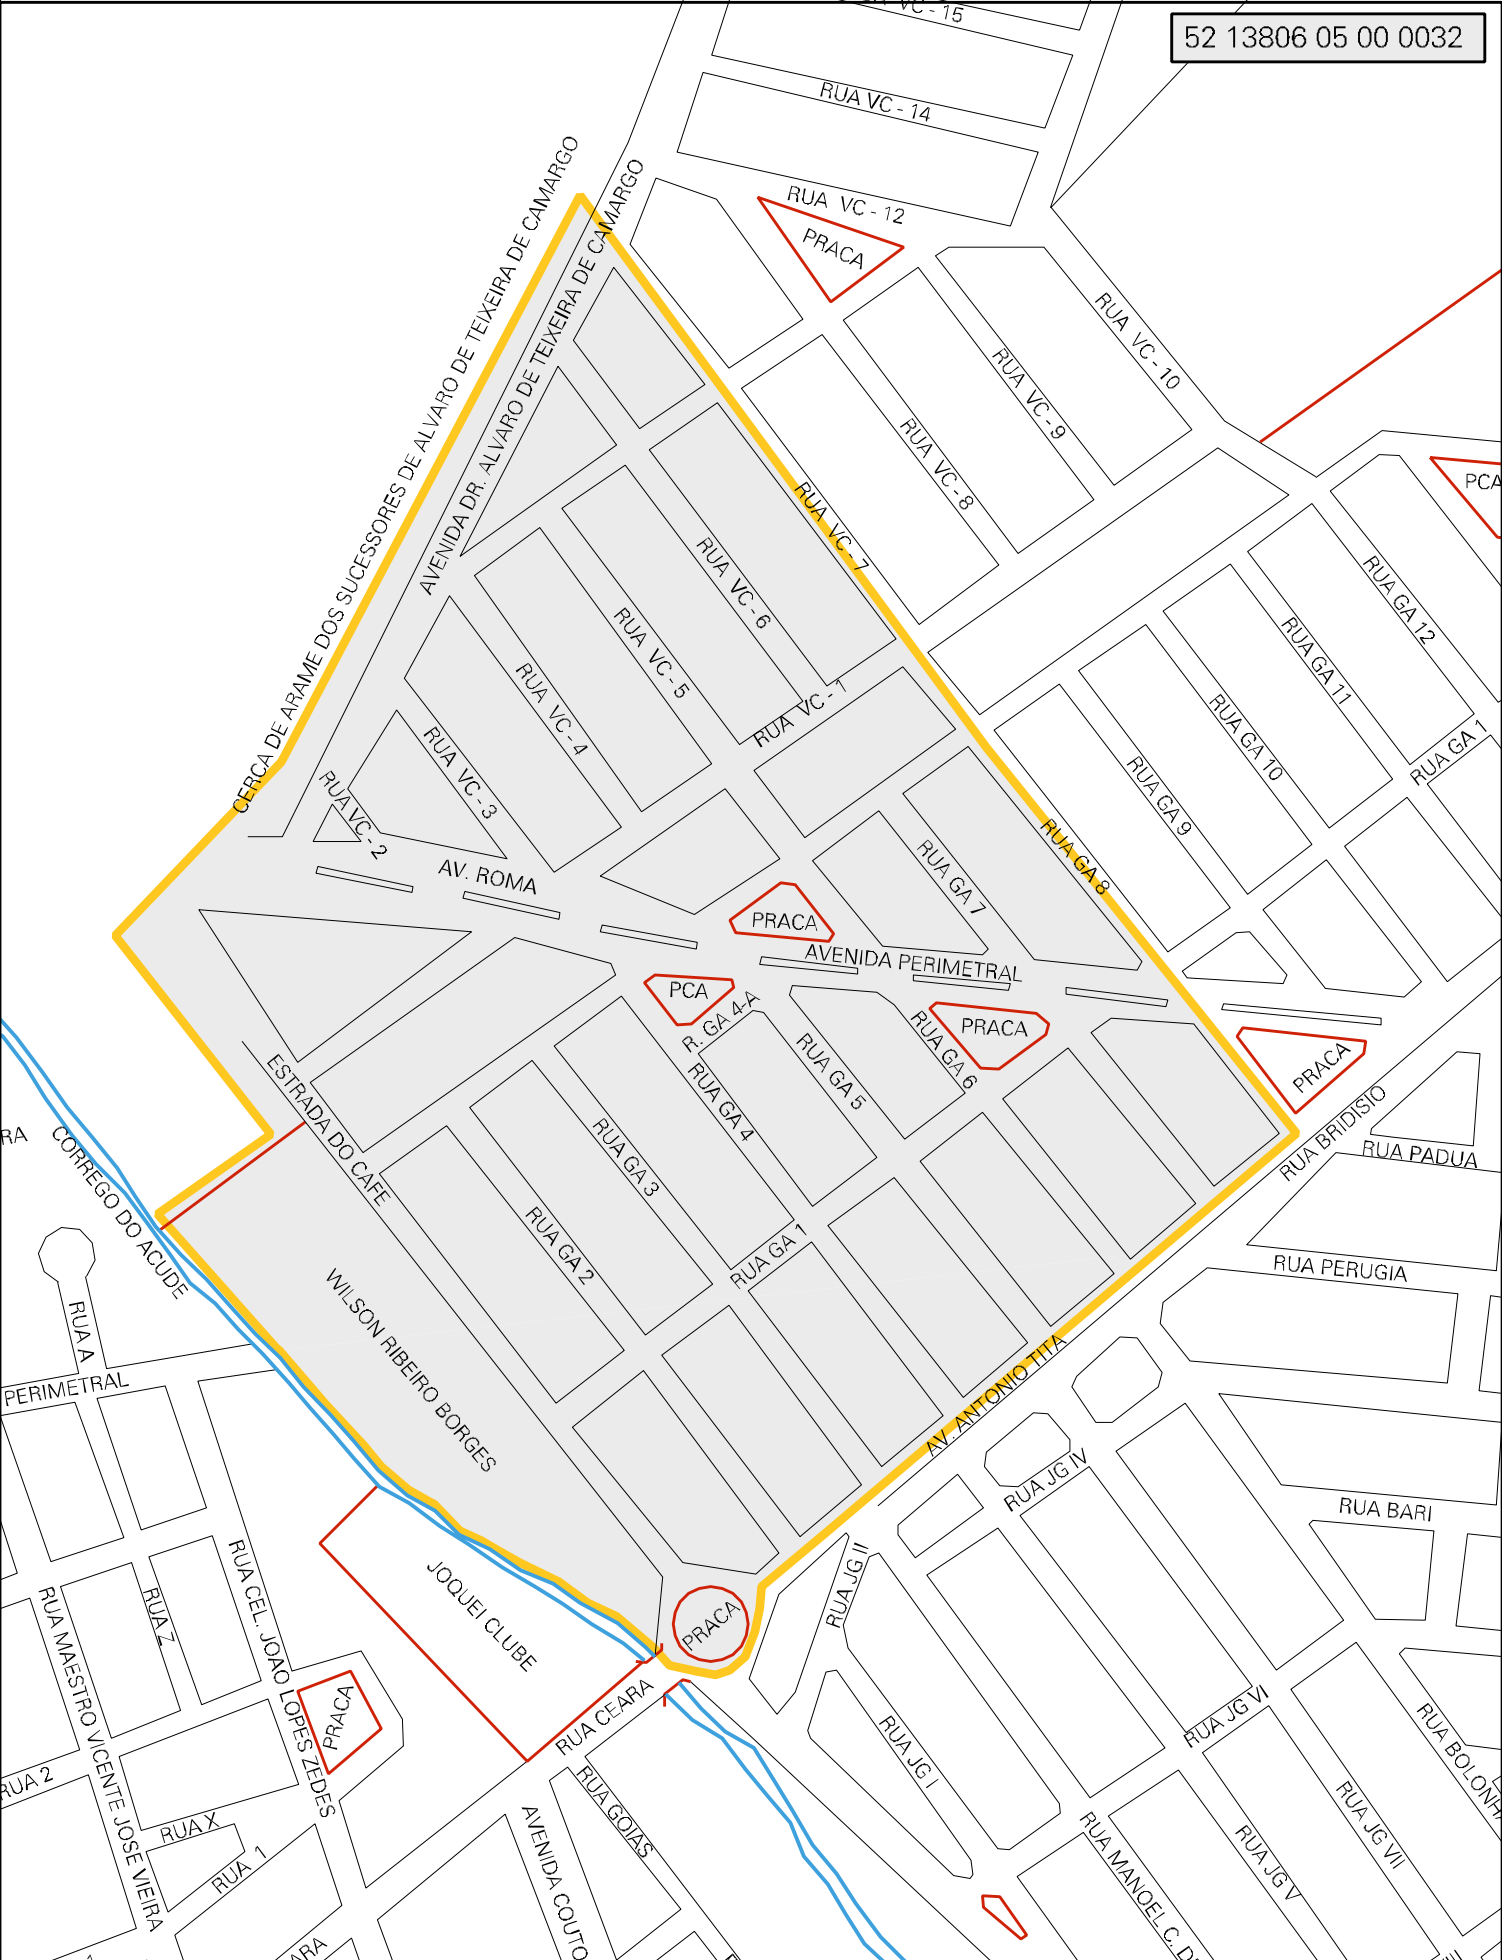 VC - 15
52 13806 05 00 0032
RUA VC - 14
RUA VC - 12
PRACA
CERCA DE ARAME DOS SUCESSORES DE ALVARO DE TEIXEIRA DE CAMARGO
AVENIDA DR. ALVARO DE TEIXEIRA DE CAMARGO
RUA VC - 10
RUA VC - 9
RUA VC - 8
RUA VC - 7
PCA
RUA VC - 6
RUA VC - 5
RUA VC - 4
RUA VC - 3
RUA VC - 2
RUA VC - 1
RUA GA 12
RUA GA 11
RUA GA 10
RUA GA 9
RUA GA 1
RUA GA 8
RUA GA 7
AV. ROMA
PRACA
AVENIDA PERIMETRAL
PCA
R. GA 4-A
PRACA
RUA GA 6
RUA GA 5
RUA GA 4
RUA GA 3
RUA GA 2
RUA GA 1
PRACA
RUA BRIDISIO
RUA PADUA
RUA PERUGIA
ESTRADA DO CAFE
RA
CORREGO DO ACUDE
WILSON RIBEIRO BORGES
RUA A
PERIMETRAL
AV. ANTONIO TITA
RUA JG IV
RUA BARI
RUA JG II
RUA CEL. JOAO LOPES ZEDES
RUA Z
RUA MAESTRO VICENTE JOSE VIEIRA
JOQUEI CLUBE
PRACA
PRACA
RUA CEARA
RUA JG I
RUA JG VI
RUA BOLONHA
RUA 2
RUA X
RUA 1
RUA GOIAS
AVENIDA COUTO
RUA MANOEL C. D
RUA JG V
RUA JG VII
ARA